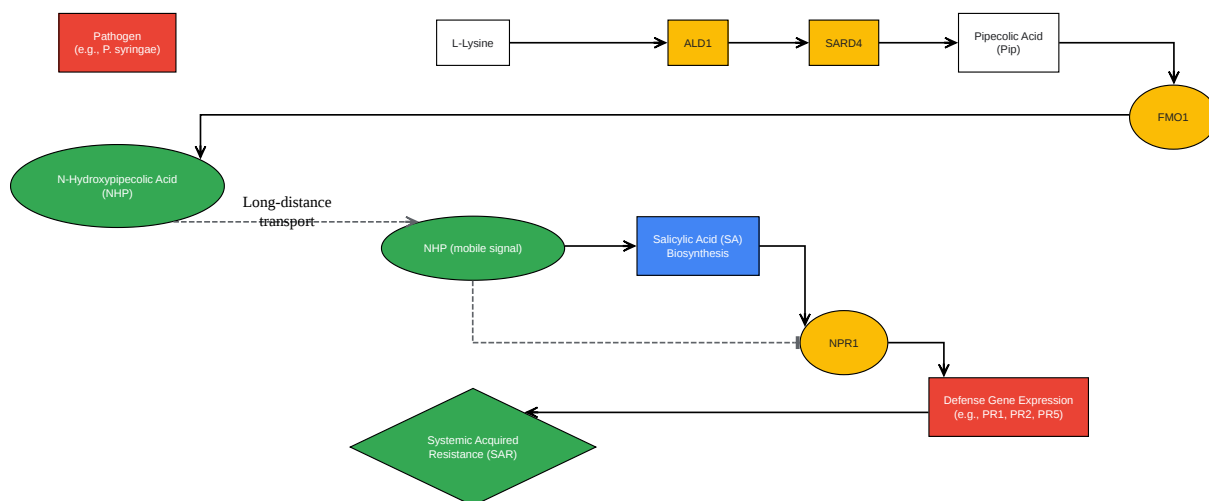 Pathogen
(e.g., P. syringae)
L-Lysine
ALD1
SARD4
Pipecolic Acid
(Pip)
FMO1
N-Hydroxypipecolic Acid
(NHP)
Long-distance
transport
NHP (mobile signal)
Salicylic Acid (SA)
Biosynthesis
NPR1
Defense Gene Expression
(e.g., PR1, PR2, PR5)
Systemic Acquired
Resistance (SAR)